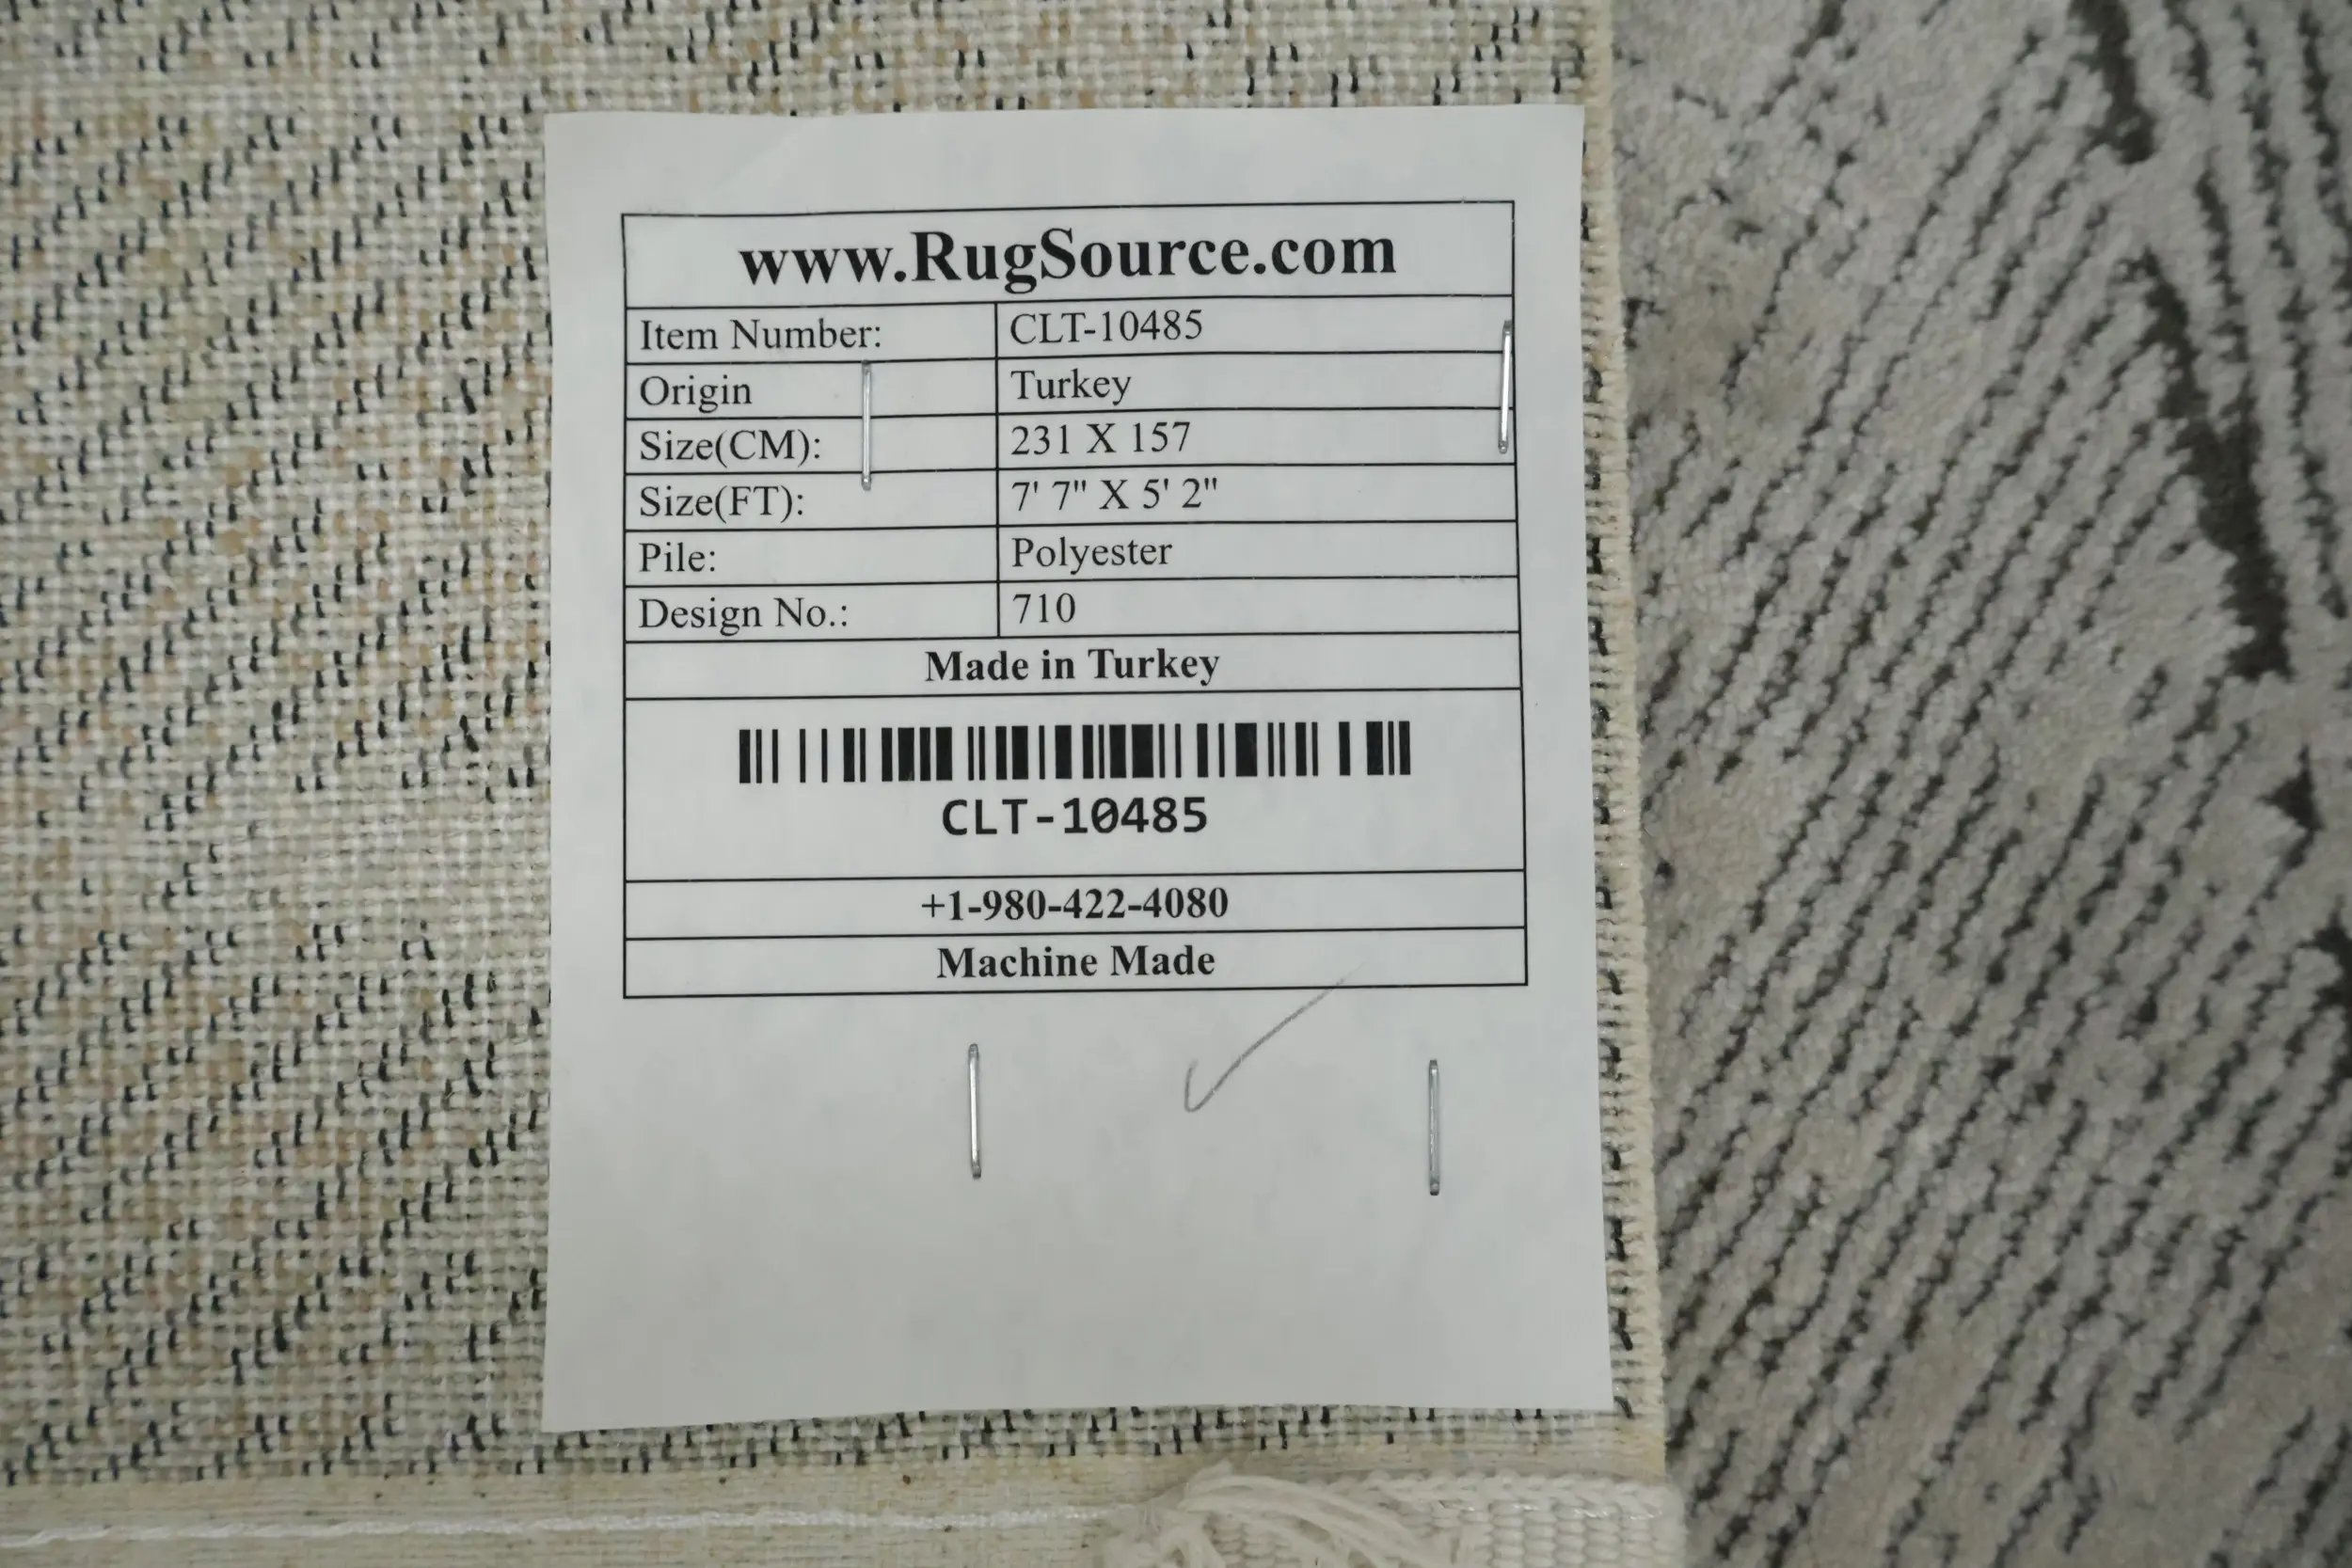 www.RugSource.com
Item Number: CLT-10485
Origin Turkey
Size(CM): 231 X 157
Size(FT): 7' 7" X 5' 2"
Pile: Polyester
Design No.: 710
Made in Turkey
CLT-10485
+1-980-422-4080
Machine Made